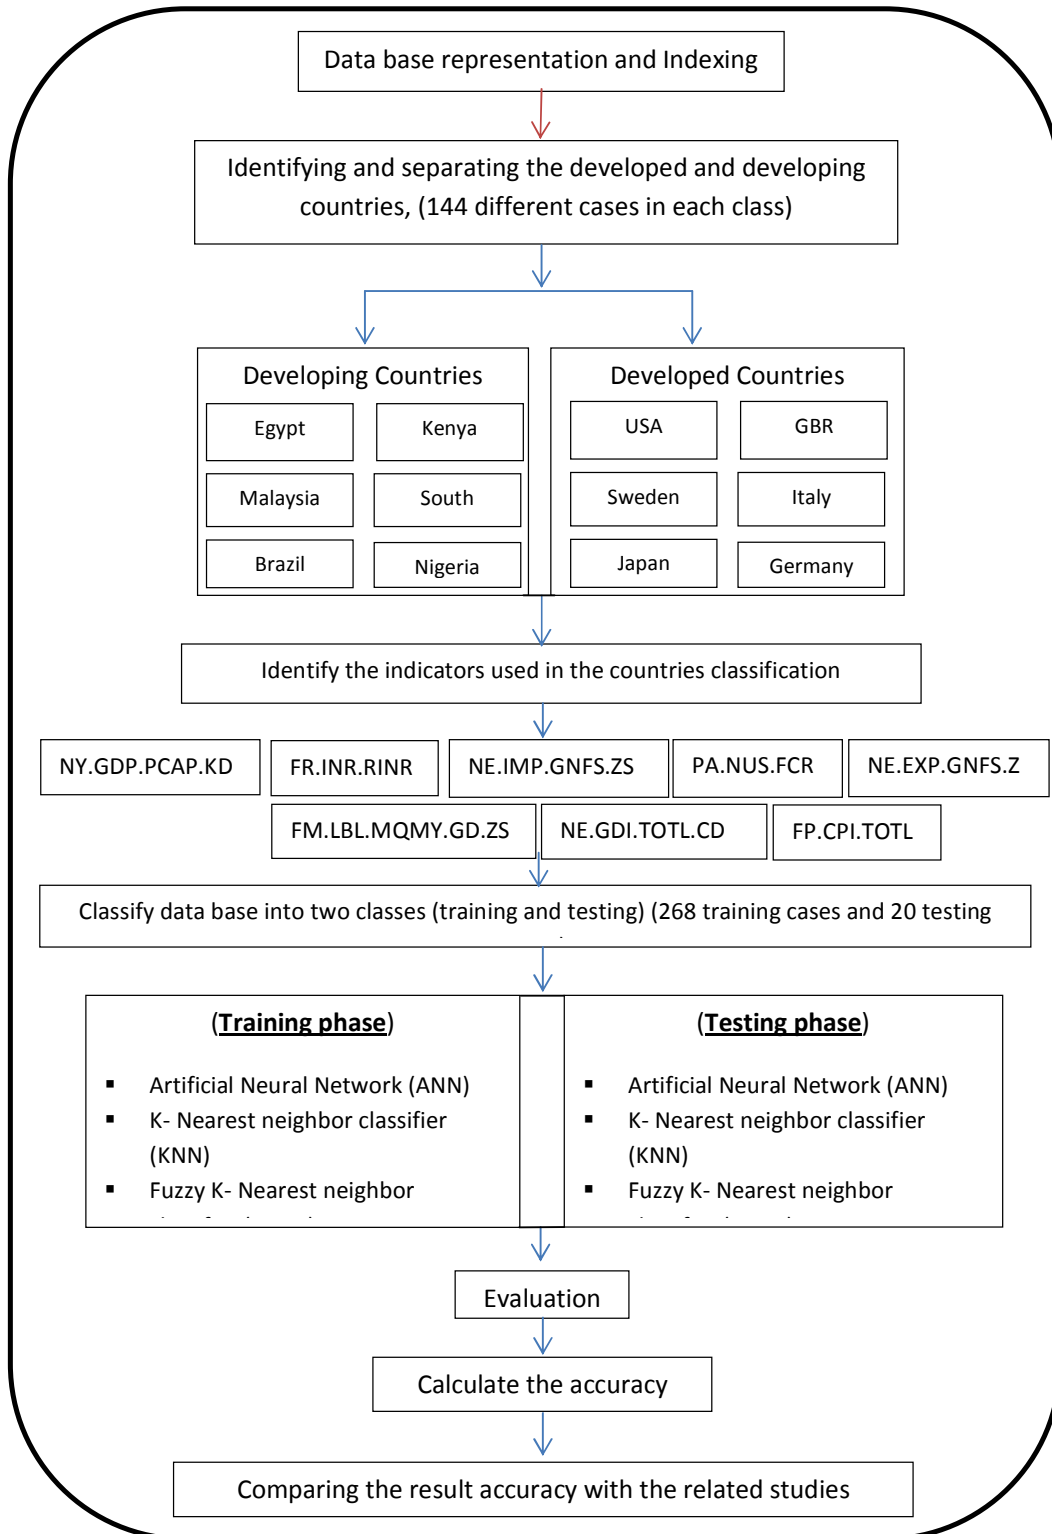 Data base representation and Indexing
Identifying and separating the developed and developing
countries, (144 different cases in each class)
Developing Countries
Egypt
Kenya
Malaysia
South
Brazil
Nigeria
Developed Countries
USA
GBR
Sweden
Italy
Japan
Germany
Identify the indicators used in the countries classification
NY.GDP.PCAP.KD
FR.INR.RINR
NE.IMP.GNFS.ZS
PA.NUS.FCR
NE.EXP.GNFS.Z
FM.LBL.MQMY.GD.ZS
NE.GDI.TOTL.CD
FP.CPI.TOTL
Classify data base into two classes (training and testing) (268 training cases and 20 testing
(Training phase)
▪ Artificial Neural Network (ANN)
▪ K- Nearest neighbor classifier
(KNN)
▪ Fuzzy K- Nearest neighbor
(Testing phase)
▪ Artificial Neural Network (ANN)
▪ K- Nearest neighbor classifier
(KNN)
▪ Fuzzy K- Nearest neighbor
Evaluation
Calculate the accuracy
Comparing the result accuracy with the related studies